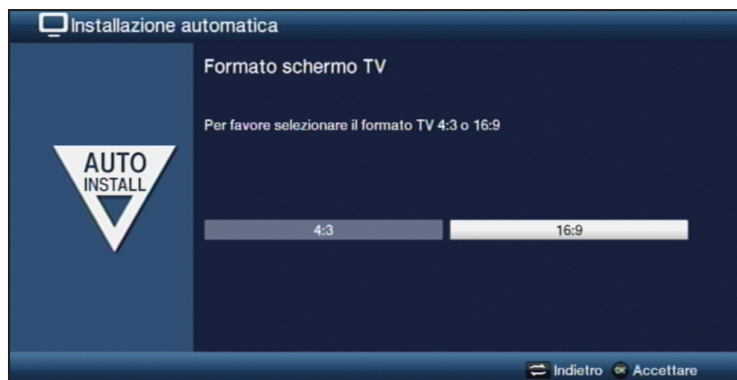 Installazione automatica
Formato schermo TV
Per favore selezionare il formato TV 4:3 o 16:9
AUTO
INSTALL
4:3
16:9
Indietro OK Accettare